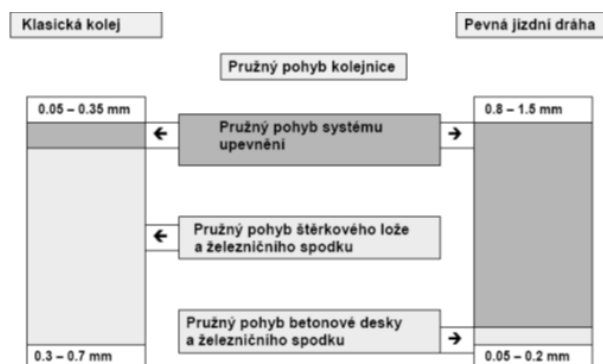 Klasická kolej
Pevná jízdní dráha
Pružný pohyb kolejnice
0.05 – 0.35 mm
0.8 – 1.5 mm
Pružný pohyb systému
upevnění
Pružný pohyb štěrkového lože
a železničního spodku
Pružný pohyb betonové desky
a železničního spodku
0.3 – 0.7 mm
0.05 – 0.2 mm